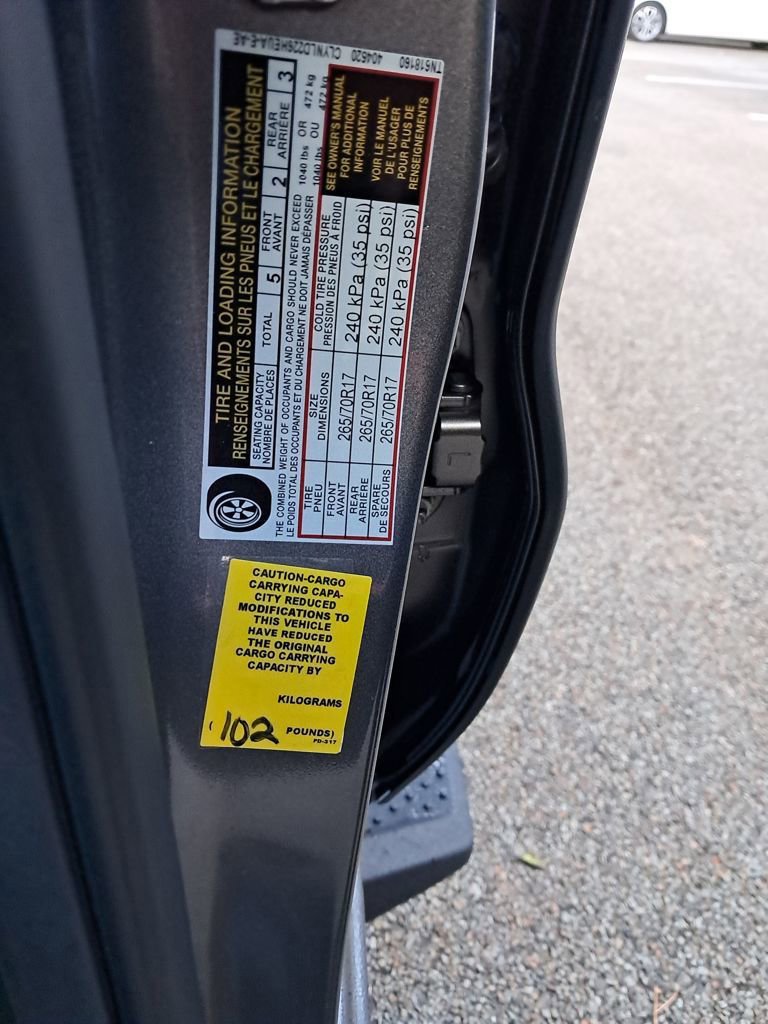 TIRE AND LOADING INFORMATION
RENSEIGNEMENTS SUR LES PNEUS ET LE CHARGEMENT
SEATING CAPACITY TOTAL 5 FRONT 2 REAR 3
NOMBRE DE PLACES AVANT ARRIÈRE
THE COMBINED WEIGHT OF OCCUPANTS AND CARGO SHOULD NEVER EXCEED 1040 lbs OR 472 kg
LE POIDS TOTAL DES OCCUPANTS ET DU CHARGEMENT NE DOIT JAMAIS DÉPASSER 1040 lbs OU 472 kg
TIRE SIZE COLD TIRE PRESSURE
PNEU DIMENSIONS PRESSION DES PNEUS À FROID
FRONT
AVANT 265/70R17 240 kPa (35 psi)
REAR
ARRIÈRE 265/70R17 240 kPa (35 psi)
SPARE
DE SECOURS 265/70R17 240 kPa (35 psi)
SEE OWNER'S MANUAL
FOR ADDITIONAL
INFORMATION
VOIR LE MANUEL
DE L'USAGER
POUR PLUS DE
RENSEIGNEMENTS
TN618160 404520 CLYNLD2229HEUA-E-AE
CAUTION-CARGO
CARRYING CAPA-
CITY REDUCED
MODIFICATIONS TO
THIS VEHICLE
HAVE REDUCED
THE ORIGINAL
CARGO CARRYING
CAPACITY BY
KILOGRAMS
(102 POUNDS)
PD-317